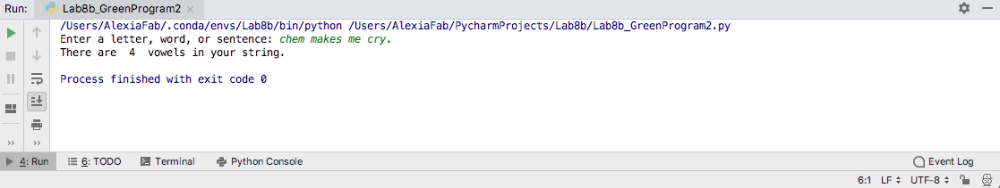 Run: Lab8b_GreenProgram2 ×
/Users/AlexiaFab/.conda/envs/Lab8b/bin/python /Users/AlexiaFab/PycharmProjects/Lab8b/Lab8b_GreenProgram2.py
Enter a letter, word, or sentence: chem makes me cry.
There are  4  vowels in your string.
Process finished with exit code 0
4: Run 6: TODO Terminal Python Console Event Log
6:1 LF UTF-8